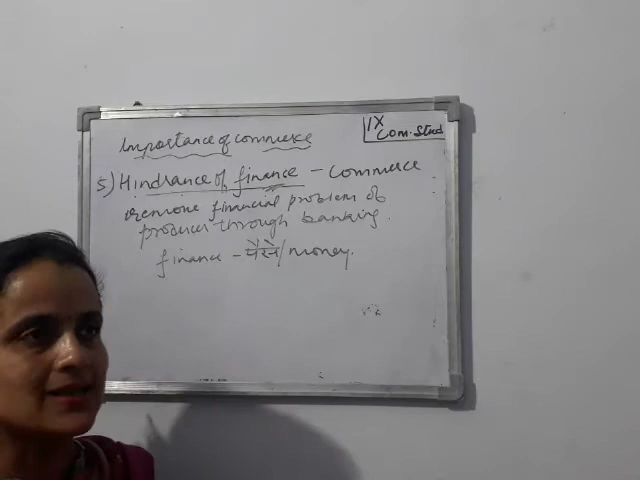 Importance of commerce
IX
Com. Stud
5) Hindrance of finance - Commerce
remove financial problem of
producer through banking.
finance - पैसे/money.